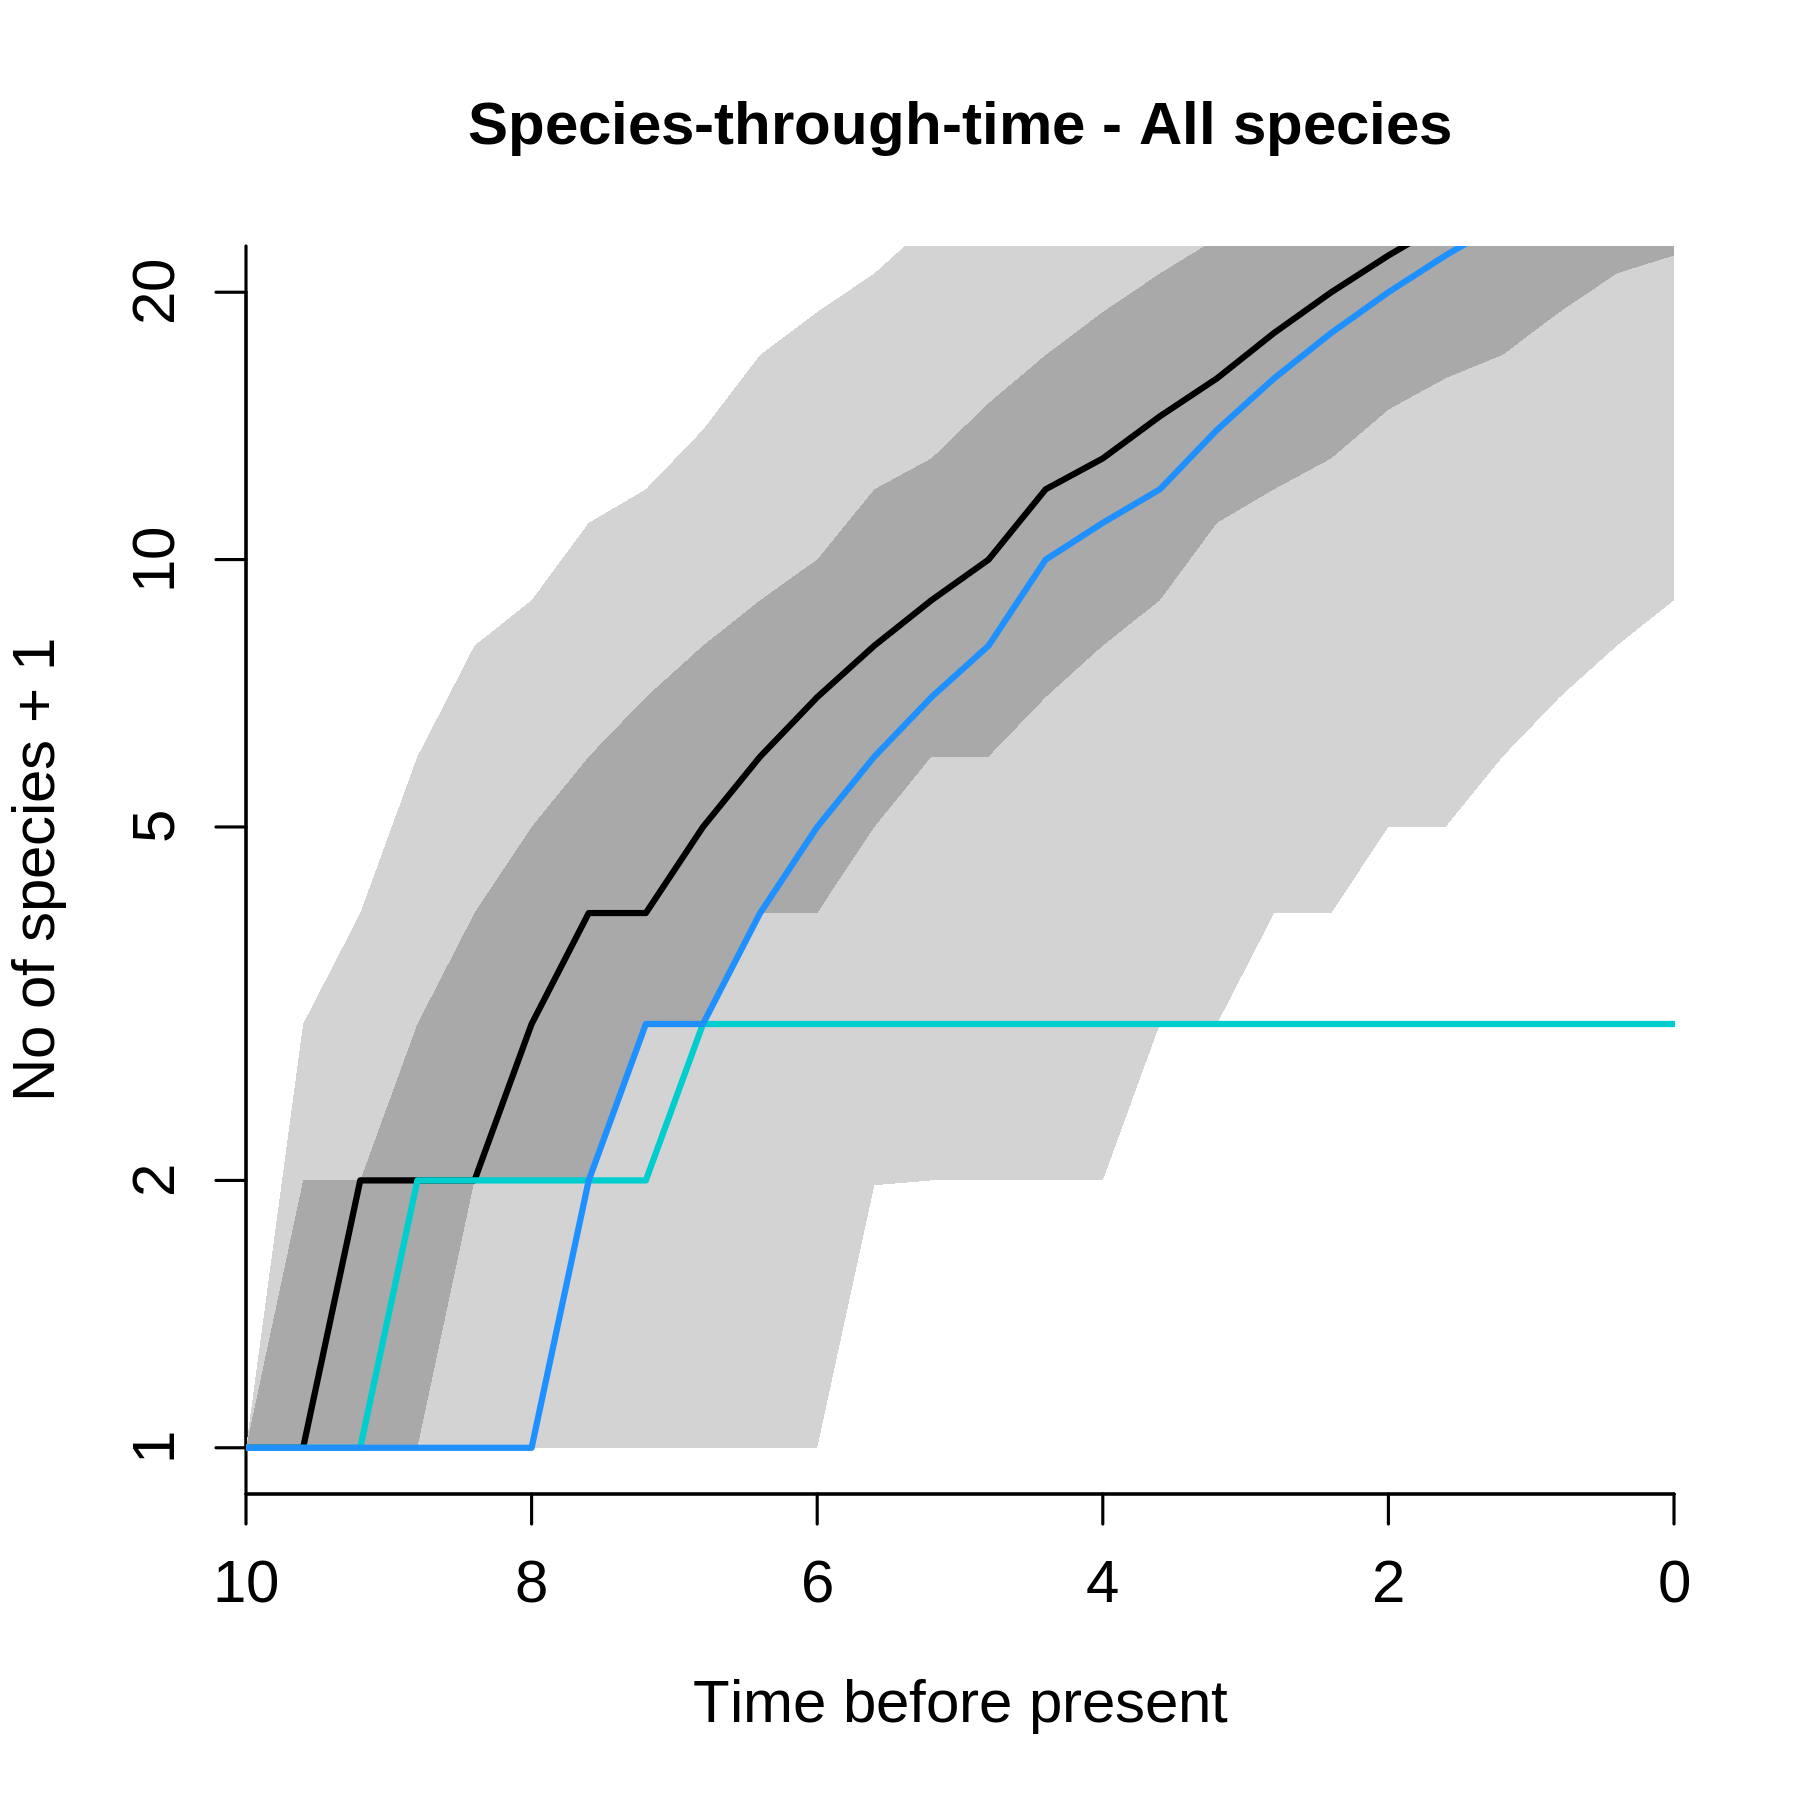 Species-through-time - All species
No of species + 1
20
10
5
2
1
10 8 6 4 2 0
Time before present